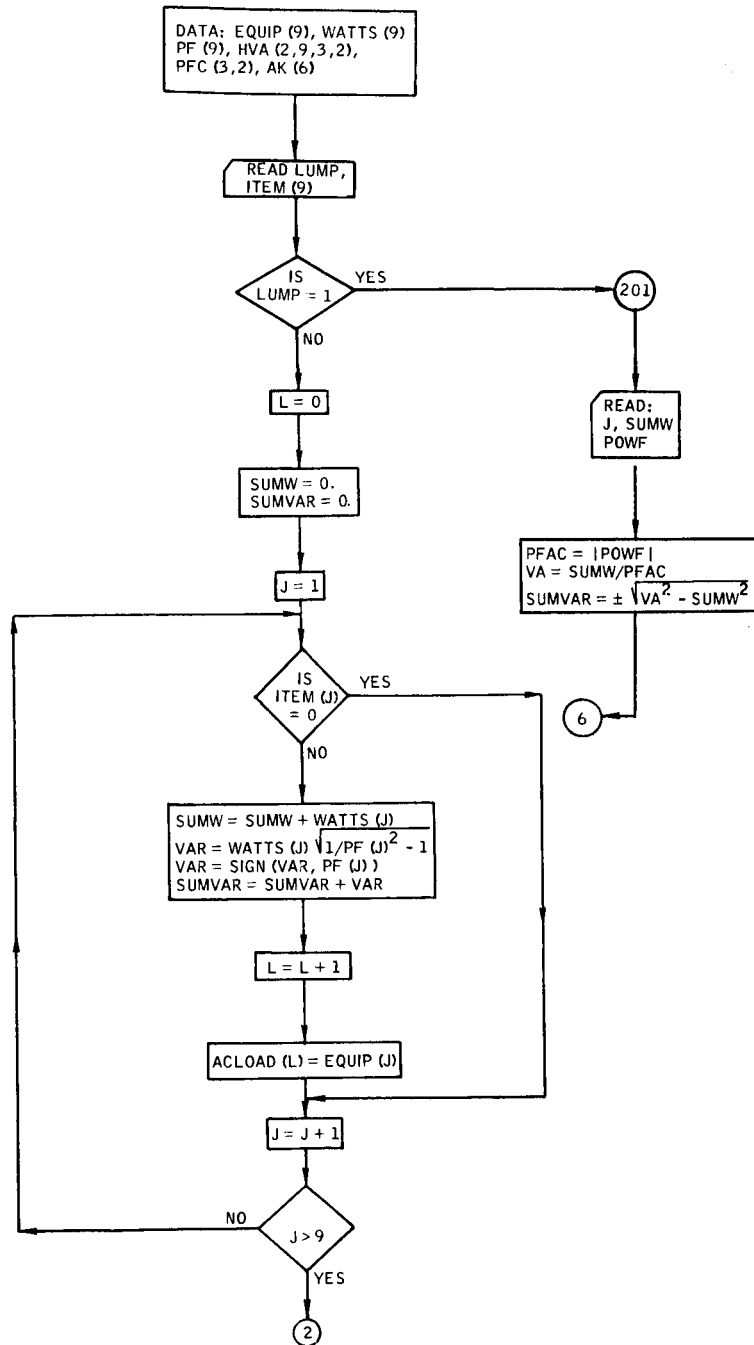 DATA: EQUIP (9), WATTS (9)
PF (9), HVA (2,9,3,2),
PFC (3,2), AK (6)
READ LUMP,
ITEM (9)
IS
LUMP = 1
YES
NO
201
L = 0
READ:
J, SUMW
POWF
SUMW = 0.
SUMVAR = 0.
PFAC = |POWF|
VA = SUMW/PFAC
SUMVAR = ± √VA² - SUMW²
J = 1
IS
ITEM (J)
= 0
YES
NO
6
SUMW = SUMW + WATTS (J)
VAR = WATTS (J) √1/PF (J)² - 1
VAR = SIGN (VAR, PF (J) )
SUMVAR = SUMVAR + VAR
L = L + 1
ACLOAD (L) = EQUIP (J)
J = J + 1
NO
J > 9
YES
2